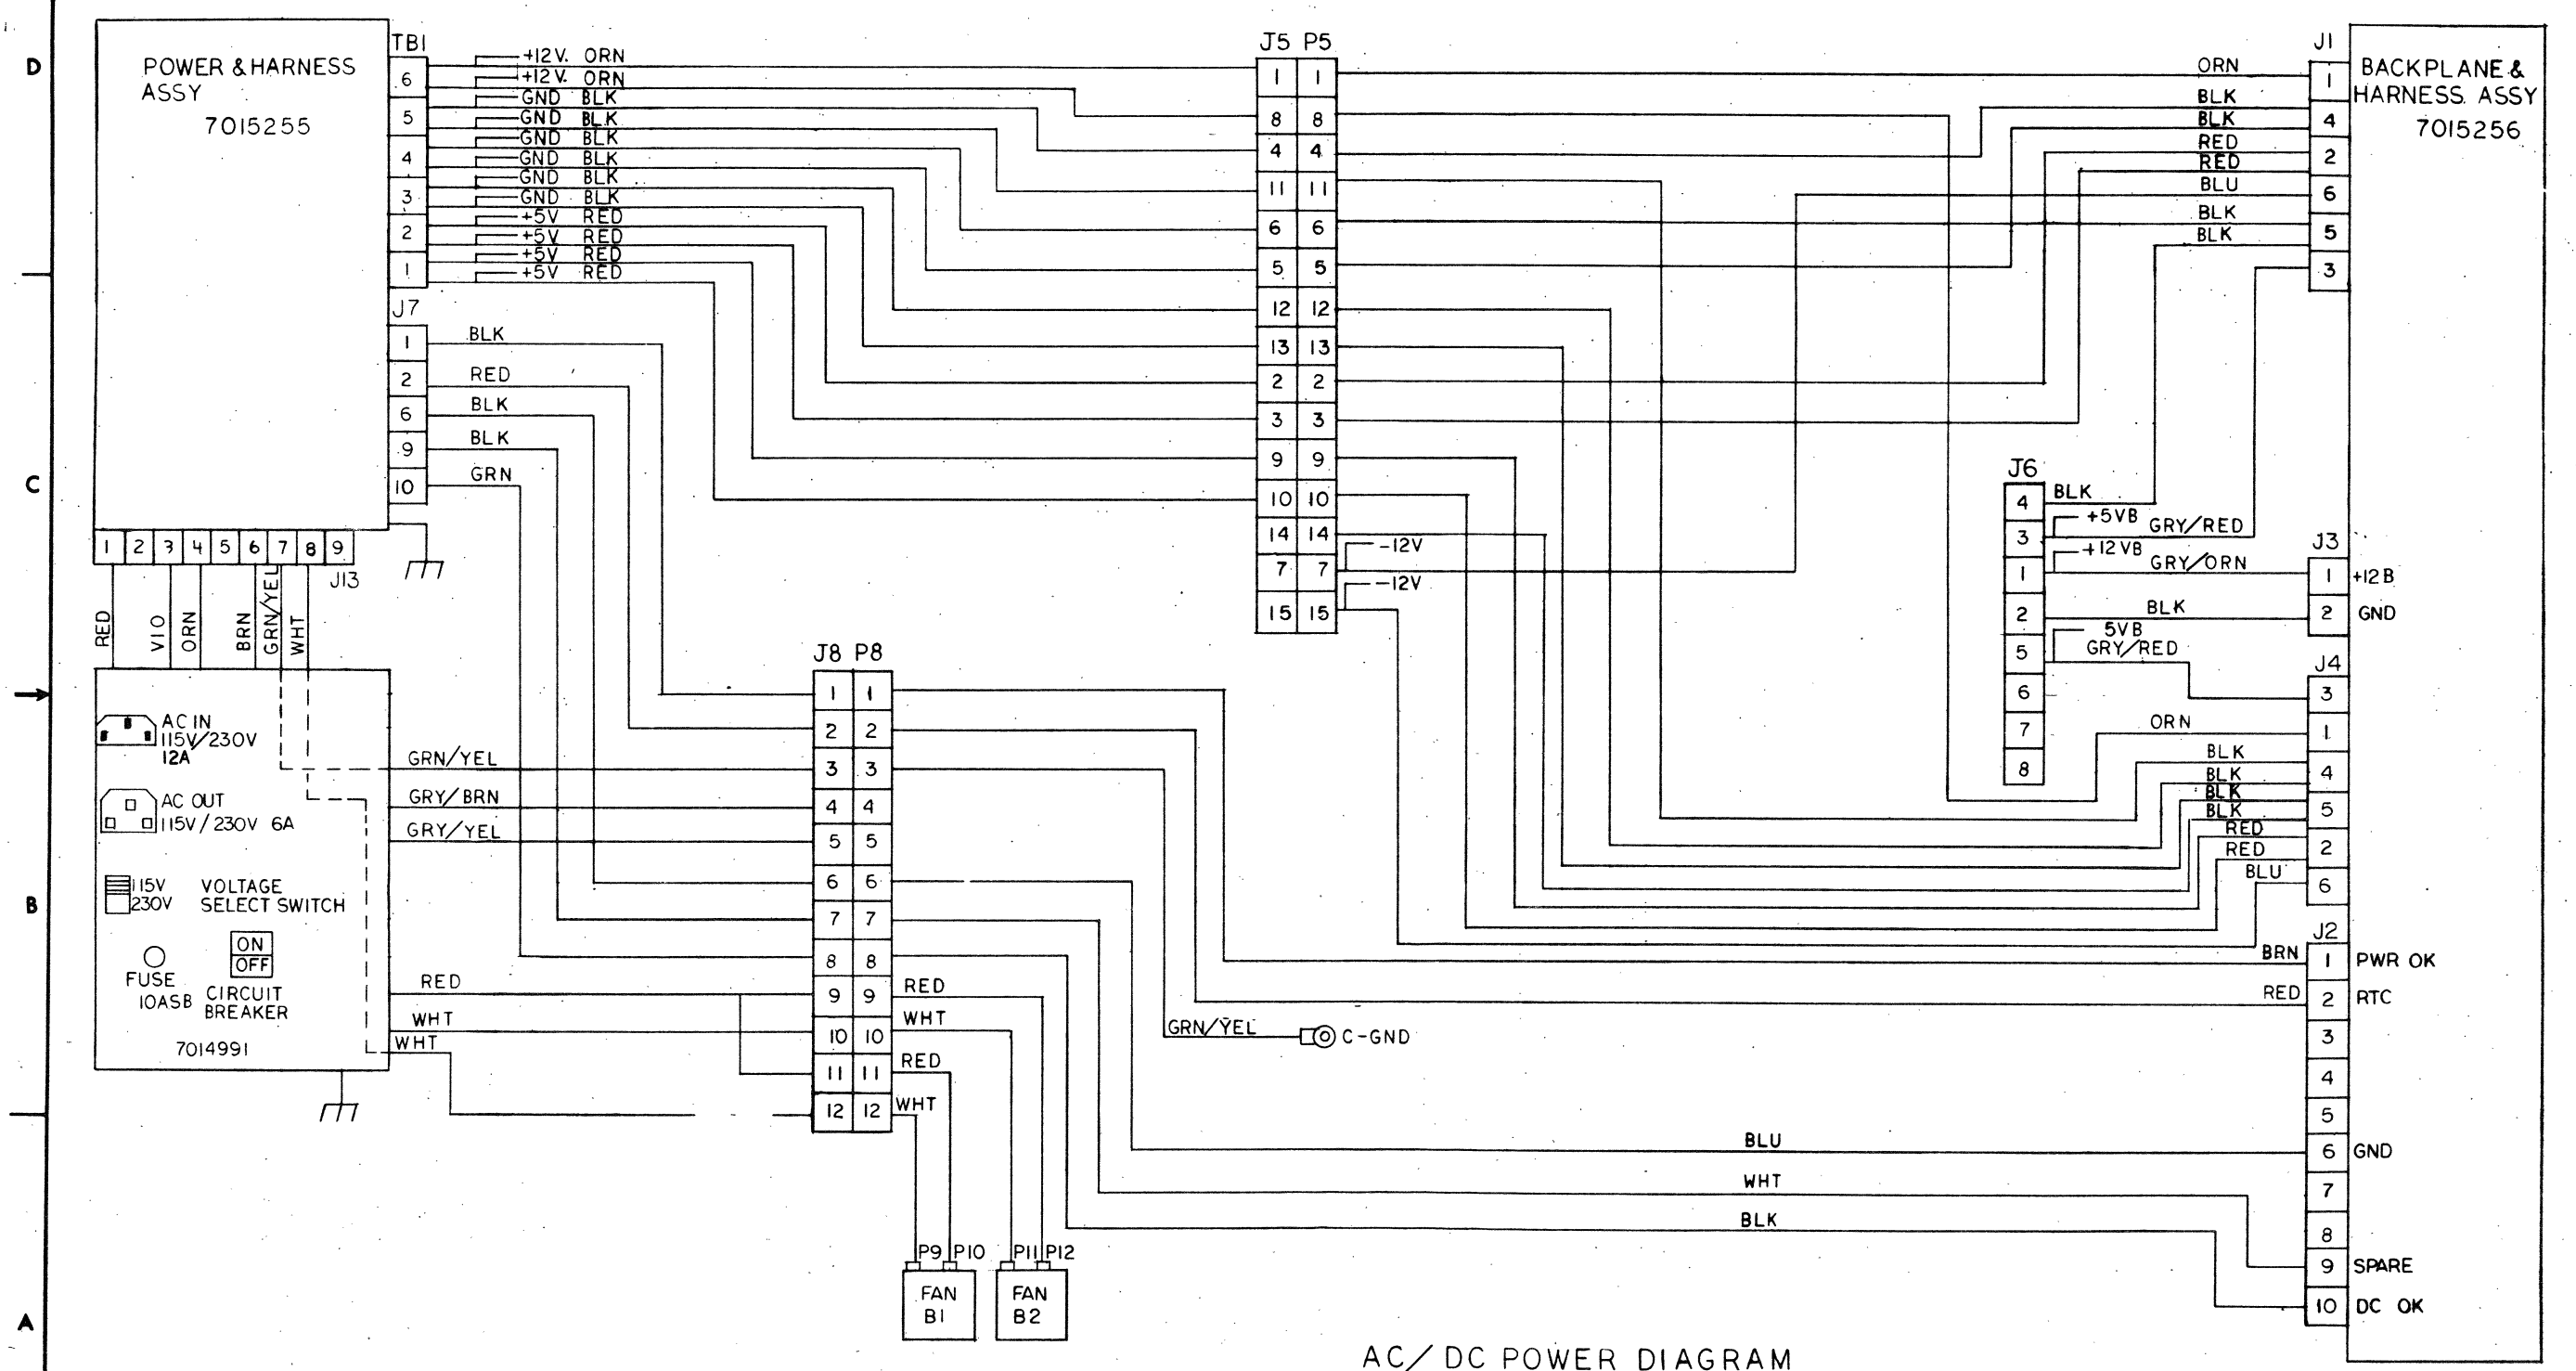 D
C
B
A
POWER & HARNESS
ASSY
7015255
TB1
6
5
4
3
2
1
+12V. ORN
+12V. ORN
GND BLK
GND BLK
GND BLK
GND BLK
GND BLK
GND BLK
+5V RED
+5V RED
+5V RED
+5V RED
J7
1 BLK
2 RED
6 BLK
9 BLK
10 GRN
1 2 3 4 5 6 7 8 9
J13
RED
VIO
ORN
BRN
GRN/YEL
WHT
AC IN
115V/230V
12A
AC OUT
115V/230V 6A
115V
230V
VOLTAGE
SELECT SWITCH
ON
OFF
FUSE
10ASB
CIRCUIT
BREAKER
7014991
GRN/YEL
GRY/BRN
GRY/YEL
RED
WHT
WHT
J8 P8
1 1
2 2
3 3
4 4
5 5
6 6
7 7
8 8
9 9 RED
10 10 WHT
11 11 RED
12 12 WHT
P9 P10
FAN
B1
P11 P12
FAN
B2
GRN/YEL
C-GND
J5 P5
1 1
8 8
4 4
11 11
6 6
5 5
12 12
13 13
2 2
3 3
9 9
10 10
14 14
-12V
7 7
-12V
15 15
J6
4 BLK
+5VB
3 GRY/RED
+12VB
1 GRY/ORN
2 BLK
5VB
5 GRY/RED
6
7
8
J1
ORN
BLK
BLK
RED
RED
BLU
BLK
BLK
1
4
2
6
5
3
BACKPLANE &
HARNESS. ASSY
7015256
J3
1 +12B
2 GND
J4
3
1
4
5
2
6
ORN
BLK
BLK
BLK
BLK
RED
RED
BLU
J2
BRN 1 PWR OK
RED 2 RTC
3
4
5
BLU 6 GND
7
WHT
8
BLK
9 SPARE
10 DC OK
AC/DC POWER DIAGRAM